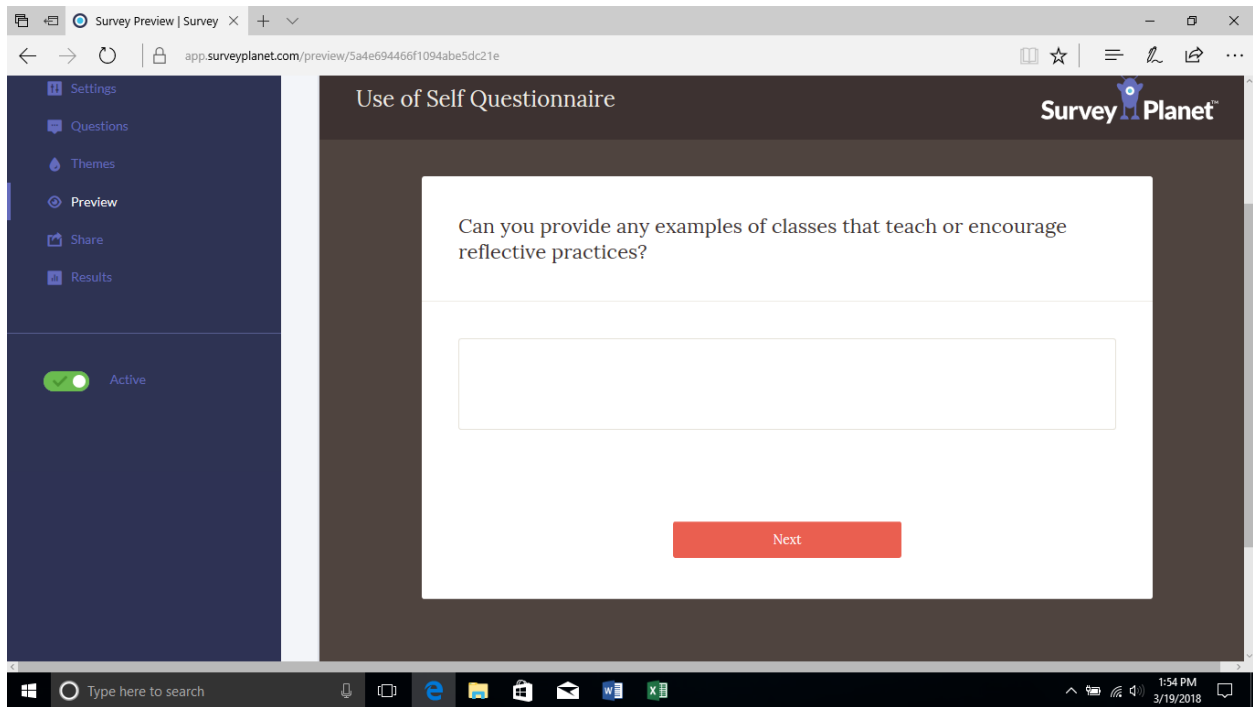 Survey Preview | Survey
app.surveyplanet.com/preview/5a4e694466f1094abe5dc21e
Settings
Questions
Themes
Preview
Share
Results
Active
Use of Self Questionnaire
Survey Planet™
Can you provide any examples of classes that teach or encourage
reflective practices?
Next
Type here to search
1:54 PM
3/19/2018